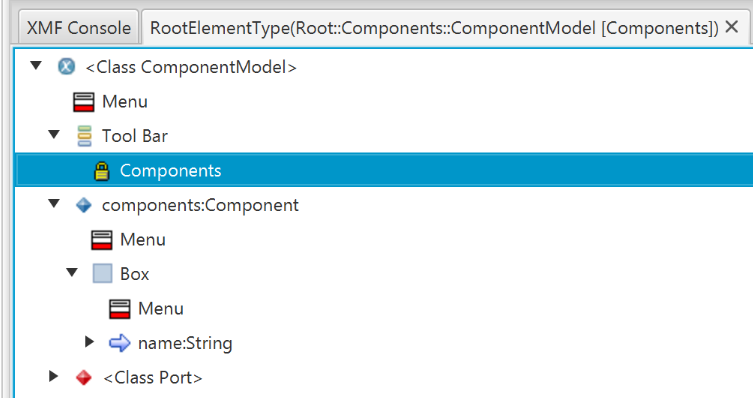 XMF Console
RootElementType(Root::Components::ComponentModel [Components])
<Class ComponentModel>
Menu
Tool Bar
Components
components:Component
Menu
Box
Menu
name:String
<Class Port>